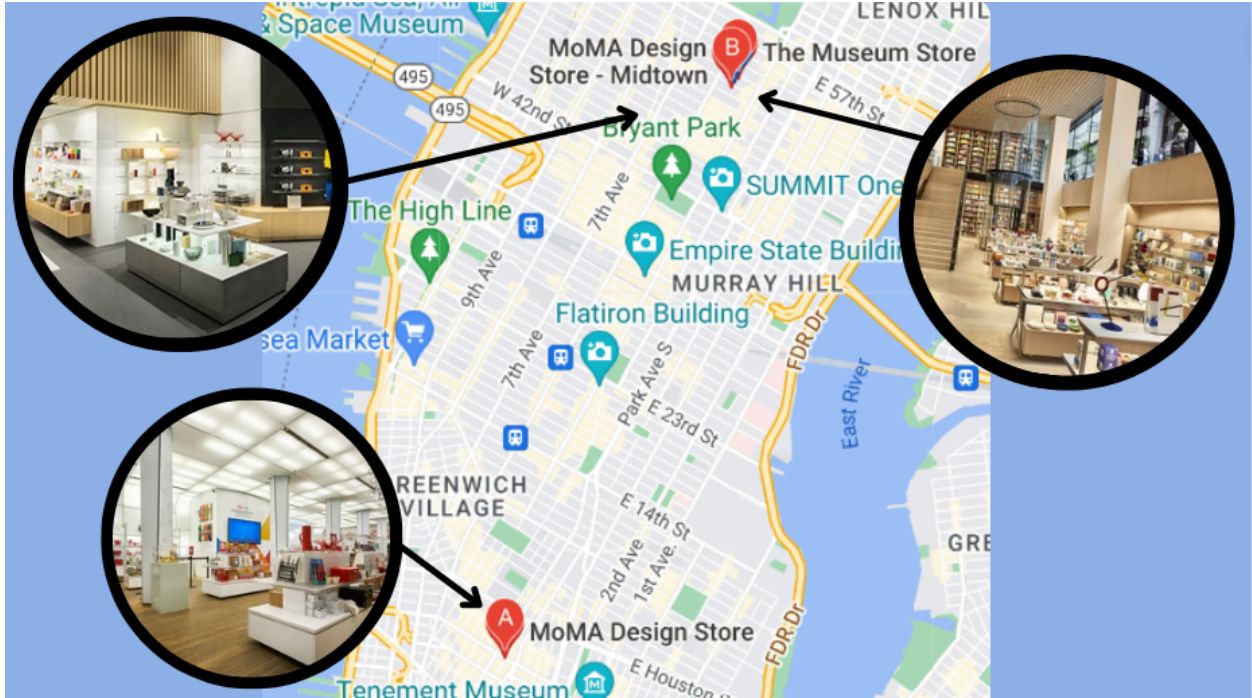 Intrepid Sea, Air
& Space Museum
LENOX HIL
MoMA Design
Store - Midtown
B
The Museum Store
495
495
W 42nd St
E 57th St
Bryant Park
SUMMIT One
7th Ave
The High Line
Empire State Buildin
9th Ave
MURRAY HILL
Flatiron Building
sea Market
7th Ave
FDR Dr
Park Ave S
East River
E 23rd St
REENWICH
VILLAGE
E 14th St
GRE
2nd Ave
1st Ave.
A
MoMA Design Store
FDR Dr
E Houston S
Tenement Museum
M